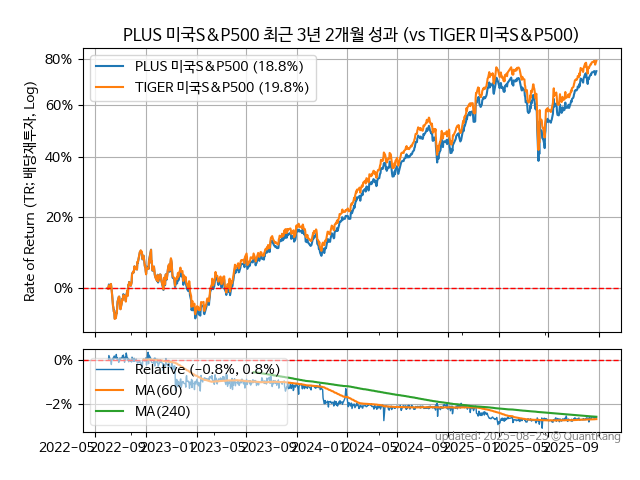 PLUS 미국S&P500 최근 3년 2개월 성과 (vs TIGER 미국S&P500)
Rate of Return (TR: 배당재투자, Log)
80%
60%
40%
20%
0%
PLUS 미국S&P500 (18.8%)
TIGER 미국S&P500 (19.8%)
0%
−2%
Relative (−0.8%, 0.8%)
MA(60)
MA(240)
updated: 2025-08-25 © QuantKang
2022-05 2022-09 2023-01 2023-05 2023-09 2024-01 2024-05 2024-09 2025-01 2025-05 2025-09